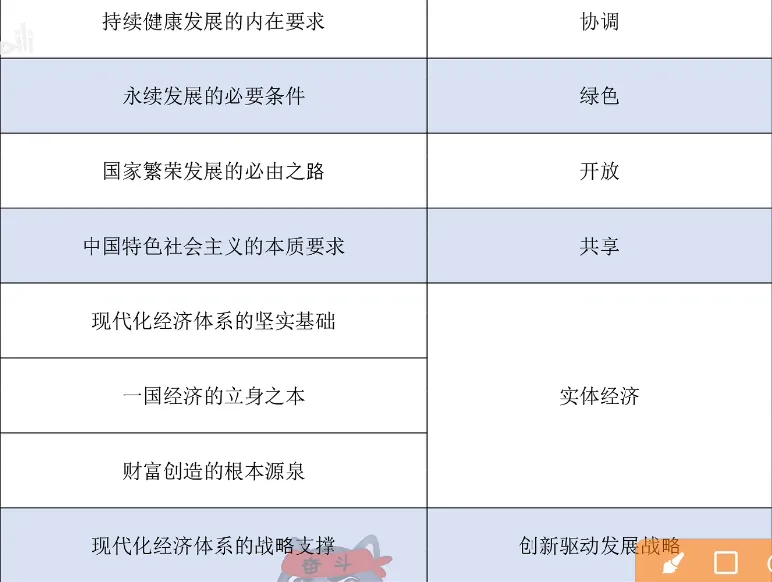 持续健康发展的内在要求 协调
永续发展的必要条件 绿色
国家繁荣发展的必由之路 开放
中国特色社会主义的本质要求 共享
现代化经济体系的坚实基础
一国经济的立身之本 实体经济
财富创造的根本源泉
现代化经济体系的战略支撑 创新驱动发展战略
奋斗